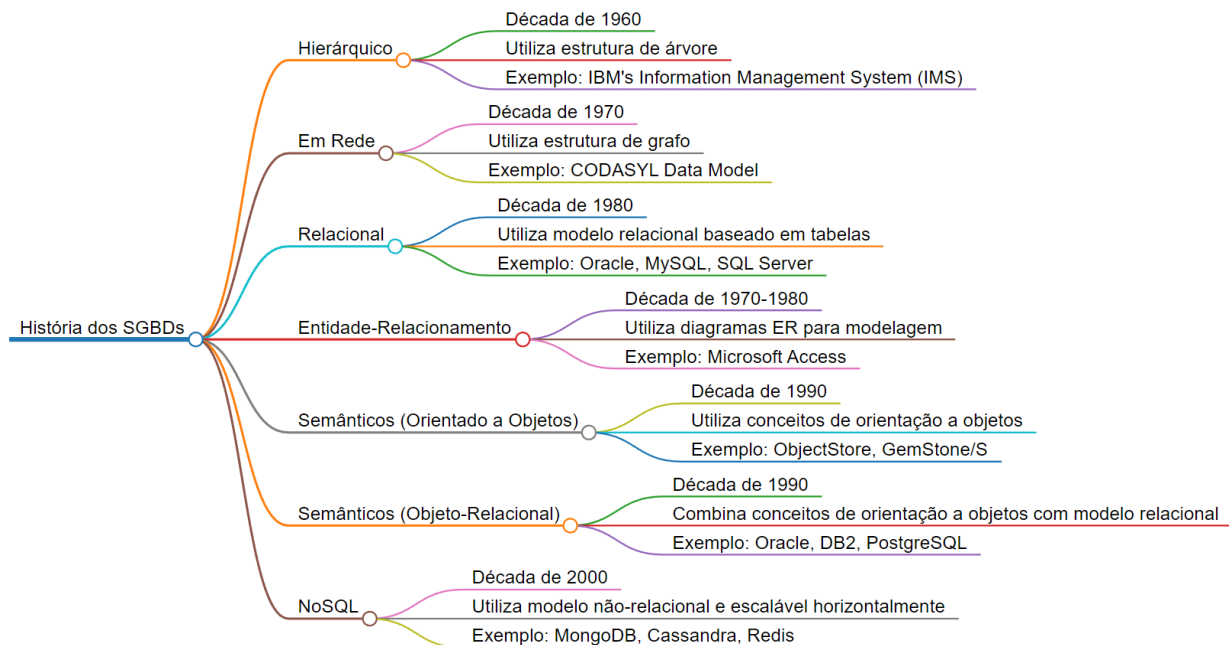 História dos SGBDs
Hierárquico
Década de 1960
Utiliza estrutura de árvore
Exemplo: IBM's Information Management System (IMS)
Em Rede
Década de 1970
Utiliza estrutura de grafo
Exemplo: CODASYL Data Model
Relacional
Década de 1980
Utiliza modelo relacional baseado em tabelas
Exemplo: Oracle, MySQL, SQL Server
Entidade-Relacionamento
Década de 1970-1980
Utiliza diagramas ER para modelagem
Exemplo: Microsoft Access
Semânticos (Orientado a Objetos)
Década de 1990
Utiliza conceitos de orientação a objetos
Exemplo: ObjectStore, GemStone/S
Semânticos (Objeto-Relacional)
Década de 1990
Combina conceitos de orientação a objetos com modelo relacional
Exemplo: Oracle, DB2, PostgreSQL
NoSQL
Década de 2000
Utiliza modelo não-relacional e escalável horizontalmente
Exemplo: MongoDB, Cassandra, Redis